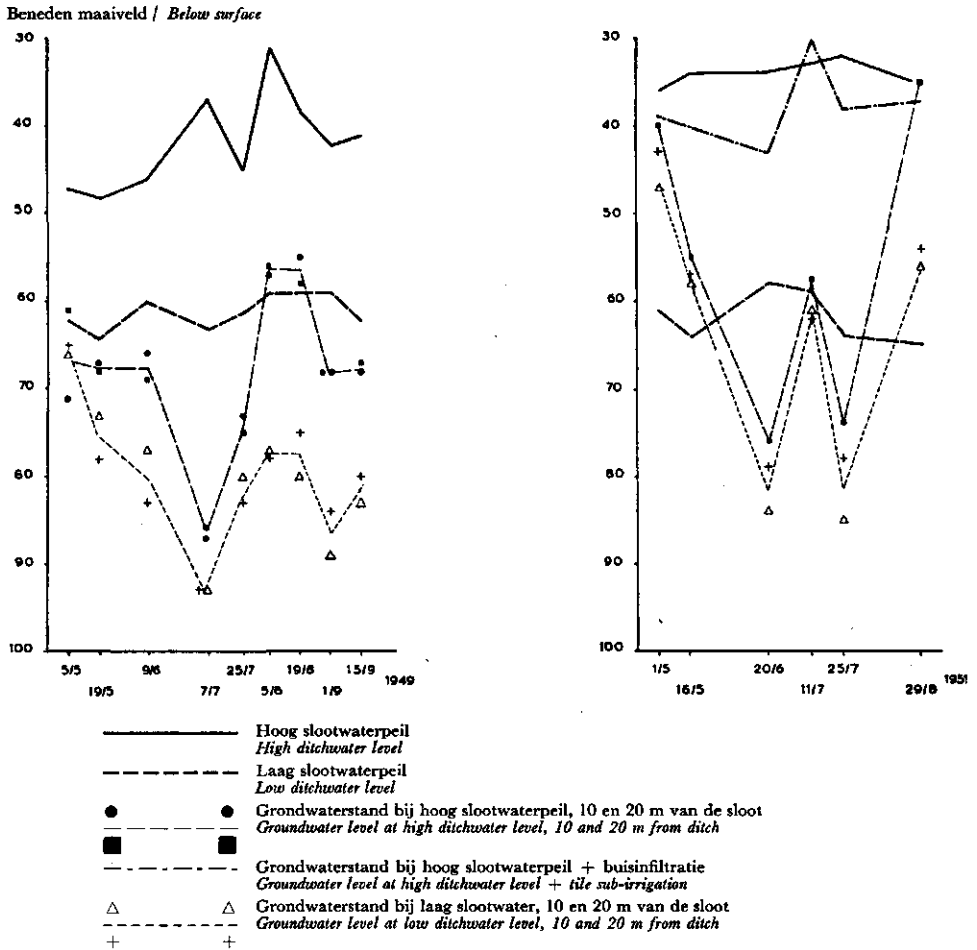 Beneden maaiveld / Below surface
30
40
50
60
70
80
90
100
5/5
19/5
9/6
7/7
25/7
5/8
19/8
1/9
15/9
1949
30
40
50
60
70
80
90
100
1/5
16/5
20/6
11/7
25/7
29/8
Hoog slootwaterpeil
High ditchwater level
Laag slootwaterpeil
Low ditchwater level
Grondwaterstand bij hoog slootwaterpeil, 10 en 20 m van de sloot
Groundwater level at high ditchwater level, 10 and 20 m from ditch
Grondwaterstand bij hoog slootwaterpeil + buisinfiltratie
Groundwater level at high ditchwater level + tile sub-irrigation
Grondwaterstand bij laag slootwater, 10 en 20 m van de sloot
Groundwater level at low ditchwater level, 10 and 20 m from ditch